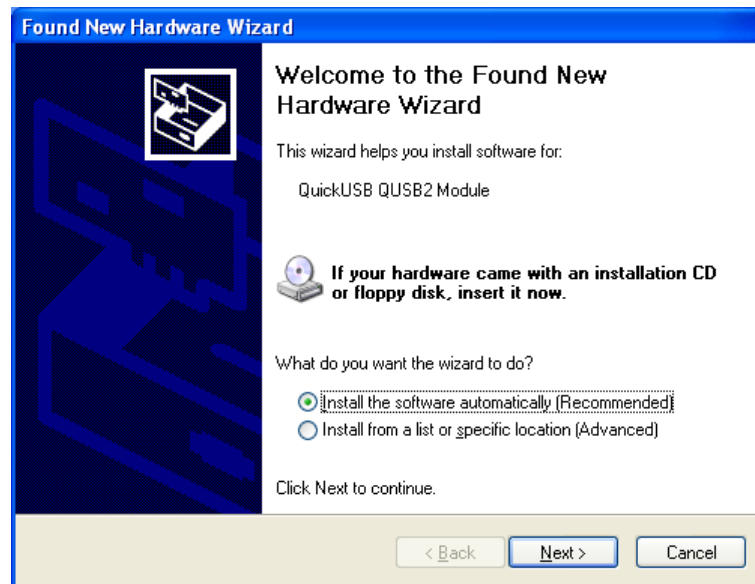 Found New Hardware Wizard
Welcome to the Found New
Hardware Wizard
This wizard helps you install software for:
QuickUSB QUSB2 Module
If your hardware came with an installation CD
or floppy disk, insert it now.
What do you want the wizard to do?
Install the software automatically (Recommended)
Install from a list or specific location (Advanced)
Click Next to continue.
< Back Next > Cancel